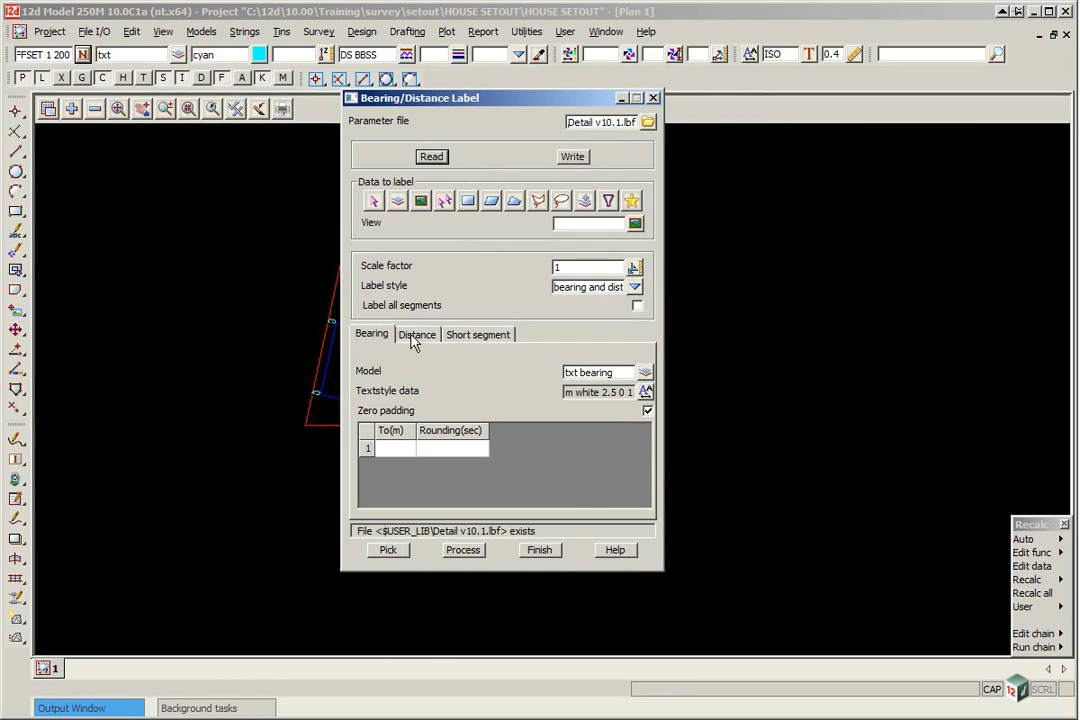 12d Model 250M 10.0C1a (nt.x64) - Project "C:\12d\10.00\Training\survey\setout\HOUSE SETOUT\HOUSE SETOUT" - [Plan 1]
Project File I/O Edit View Models Strings Tins Survey Design Drafting Plot Report Utilities User Window Help
FFSET 1 200 N txt cyan DS BBSS ISO T 0.4
P L X G C H T S I D F A K M
Bearing/Distance Label
Parameter file Detail v10.1.lbf
Read Write
Data to label
View
Scale factor 1
Label style bearing and dist
Label all segments
Bearing Distance Short segment
Model txt bearing
Textstyle data m white 2.5 0 1
Zero padding
To(m) Rounding(sec)
1
File <$USER_LIB\Detail v10.1.lbf> exists
Pick Process Finish Help
Recalc
Auto
Edit func
Edit data
Recalc
Recalc all
User
Edit chain
Run chain
1
CAP SCRL
Output Window Background tasks